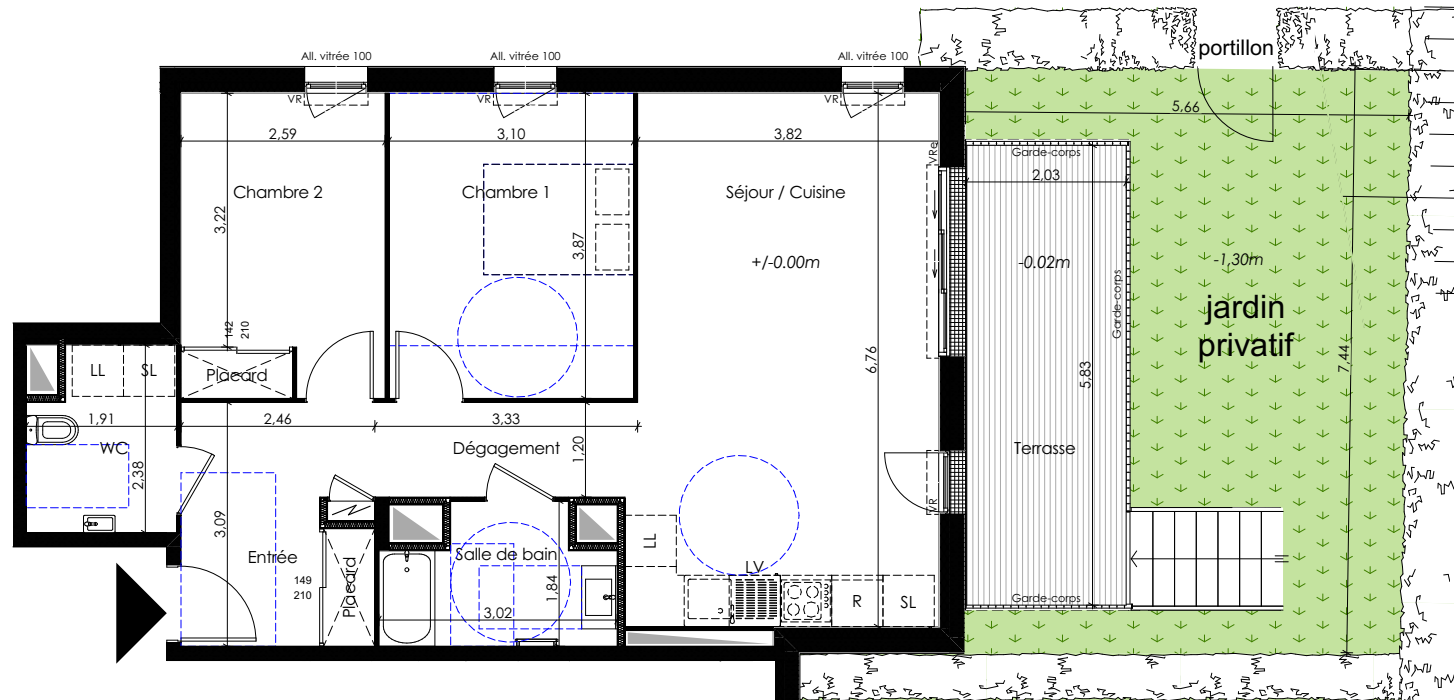 portillon
All. vitrée 100
All. vitrée 100
All. vitrée 100
VR
VR
VR
5,66
2,59
3,10
3,82
VRe
Garde-corps
2,03
Chambre 2
Chambre 1
Séjour / Cuisine
3,22
3,87
+/-0.00m
-0.02m
-1,30m
Garde-corps
jardin
privatif
142
210
LL
SL
Placard
6,76
5,83
7,44
1,91
2,46
3,33
WC
Dégagement
1,20
Terrasse
2,38
VR
3,09
LL
Entrée
Salle de bain
149
210
Placard
1,84
LV
3,02
R
SL
Garde-corps